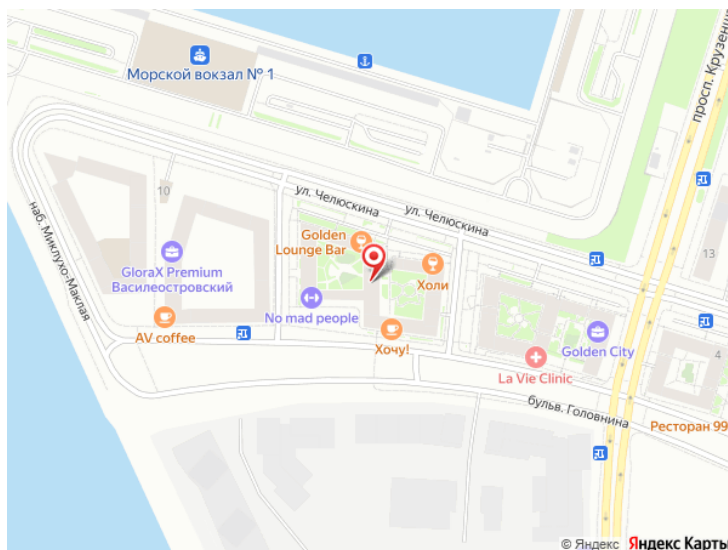 просп. Крузенш
Морской вокзал № 1
ул. Челюскина
ул. Челюскина
10
наб. Миклухо-Маклая
Golden
Lounge Bar
13
GloraX Premium
Василеостровский
Холи
No mad people
AV coffee
Хочу!
Golden City
4
La Vie Clinic
бульв. Головнина
Ресторан 99
© Яндекс Яндекс Карты